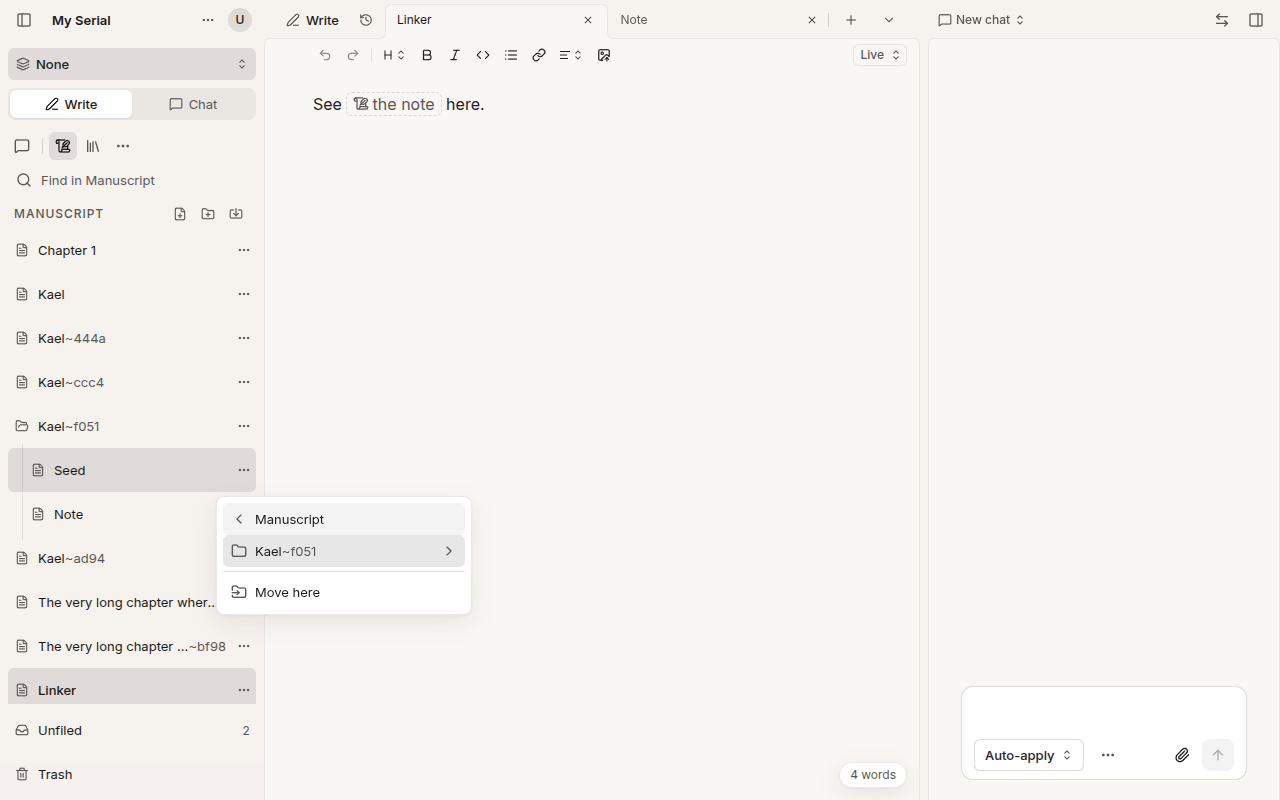 My Serial
U
None
Write
Chat
Find in Manuscript
MANUSCRIPT
Chapter 1
Kael
Kael~444a
Kael~ccc4
Kael~f051
Seed
Note
Kael~ad94
The very long chapter wher...
The very long chapter ...~bf98
Linker
Unfiled 2
Trash
Write
Linker
Note
H
B
I
Live
See the note here.
Manuscript
Kael~f051
Move here
4 words
New chat
Auto-apply